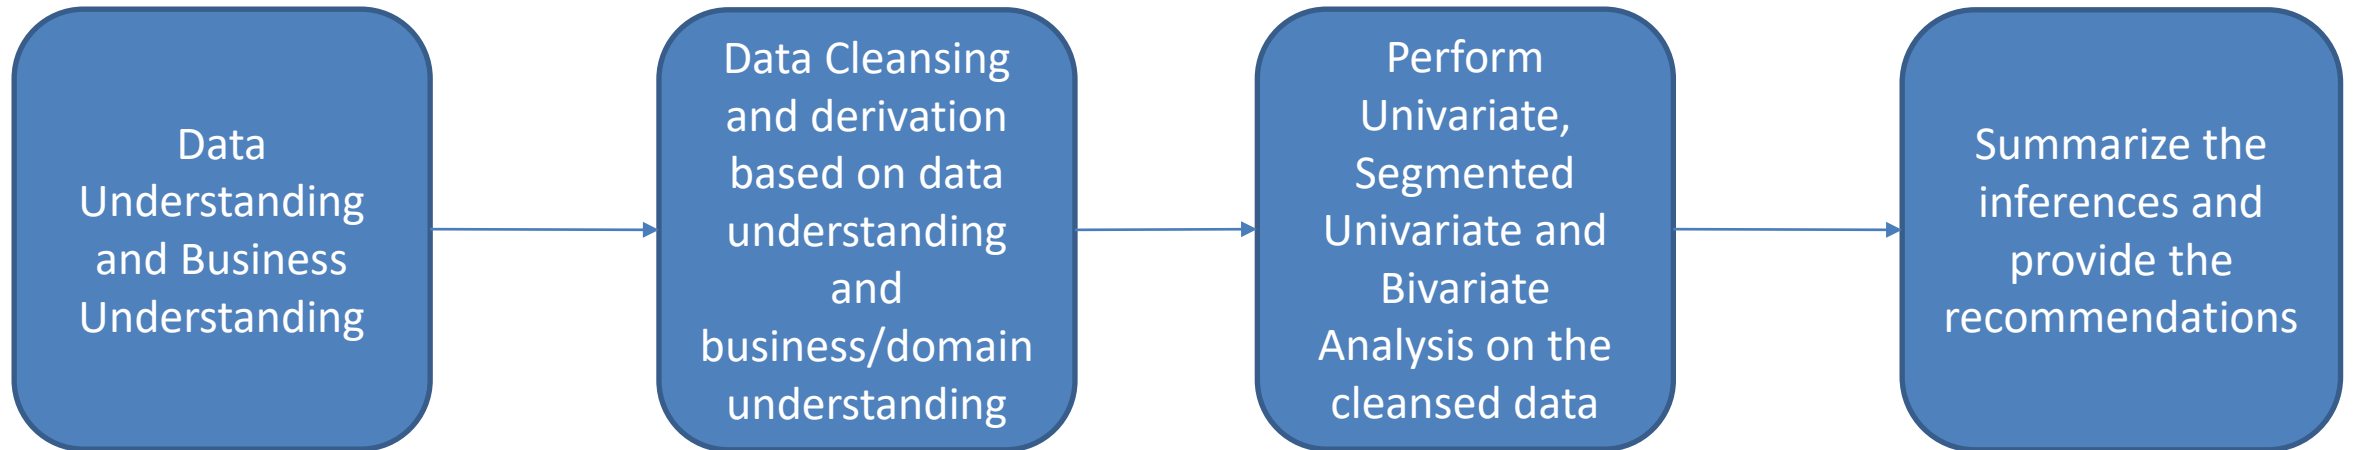 Data
Understanding
and Business
Understanding
Data Cleansing
and derivation
based on data
understanding
and
business/domain
understanding
Perform
Univariate,
Segmented
Univariate and
Bivariate
Analysis on the
cleansed data
Summarize the
inferences and
provide the
recommendations